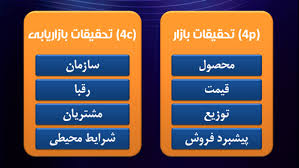 تحقیقات بازار (4p)
محصول
قیمت
توزیع
پیشبرد فروش
تحقیقات بازاریابی (4c)
سازمان
رقبا
مشتریان
شرایط محیطی